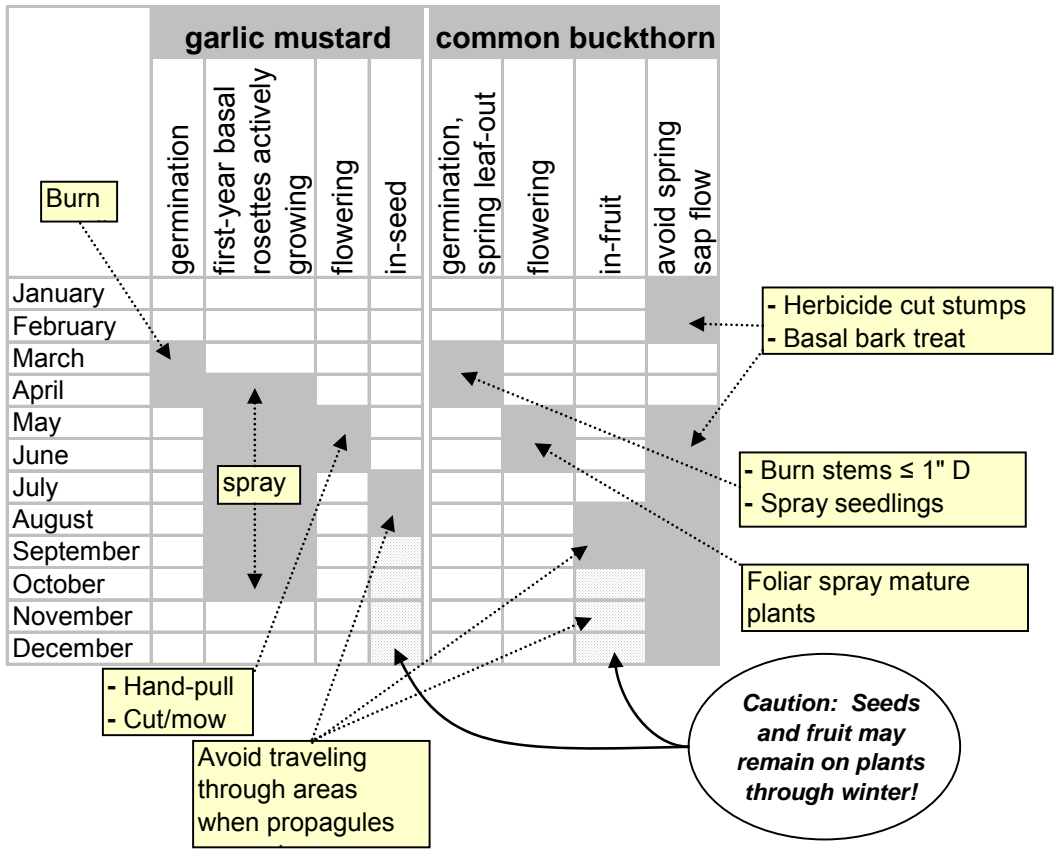 garlic mustard
common buckthorn
germination
first-year basal
rosettes actively
growing
flowering
in-seed
germination,
spring leaf-out
flowering
in-fruit
avoid spring
sap flow
Burn
January
February
March
April
May
June
July
August
September
October
November
December
spray
- Herbicide cut stumps
- Basal bark treat
- Burn stems ≤ 1" D
- Spray seedlings
Foliar spray mature
plants
- Hand-pull
- Cut/mow
Avoid traveling
through areas
when propagules
Caution: Seeds
and fruit may
remain on plants
through winter!